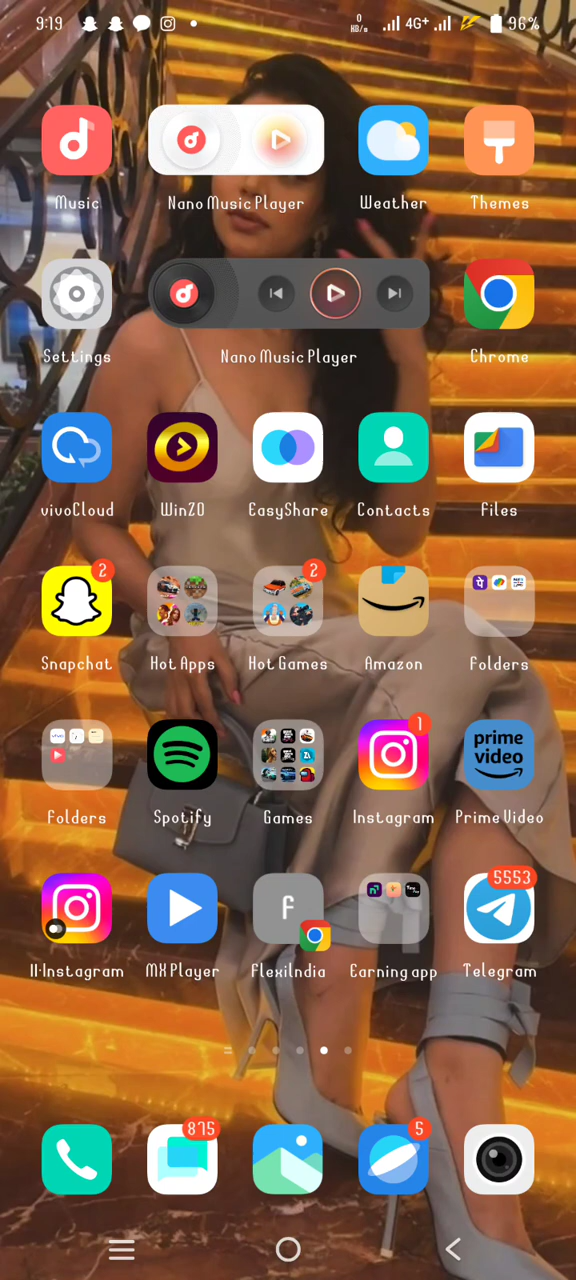 9:19
0 KB/s 4G+ 96%
Music Nano Music Player Weather Themes
Settings Nano Music Player Chrome
vivoCloud WinZO EasyShare Contacts Files
2 2
Snapchat Hot Apps Hot Games Amazon Folders
1
prime video
Folders Spotify Games Instagram Prime Video
5553
f
II·Instagram MX Player FlexiIndia Earning app Telegram
875 5